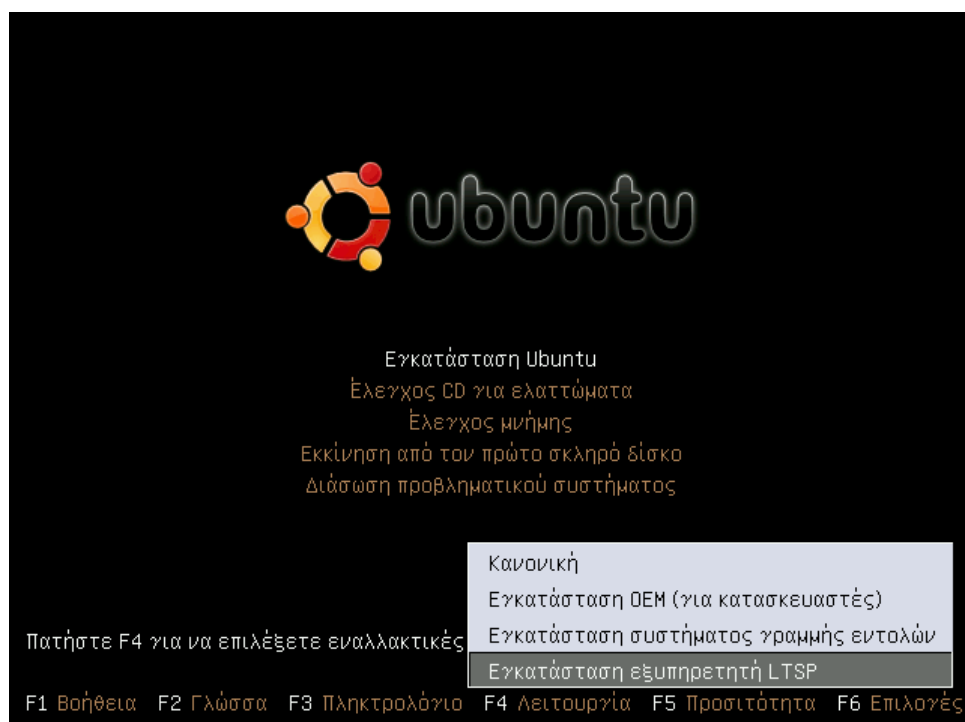 ubuntu
Εγκατάσταση Ubuntu
Έλεγχος CD για ελαττώματα
Έλεγχος μνήμης
Εκκίνηση από τον πρώτο σκληρό δίσκο
Διάσωση προβληματικού συστήματος
Κανονική
Εγκατάσταση OEM (για κατασκευαστές)
Εγκατάσταση συστήματος γραμμής εντολών
Εγκατάσταση εξυπηρετητή LTSP
Πατήστε F4 για να επιλέξετε εναλλακτικές
F1 Βοήθεια F2 Γλώσσα F3 Πληκτρολόγιο F4 Λειτουργία F5 Προσιτότητα F6 Επιλογές